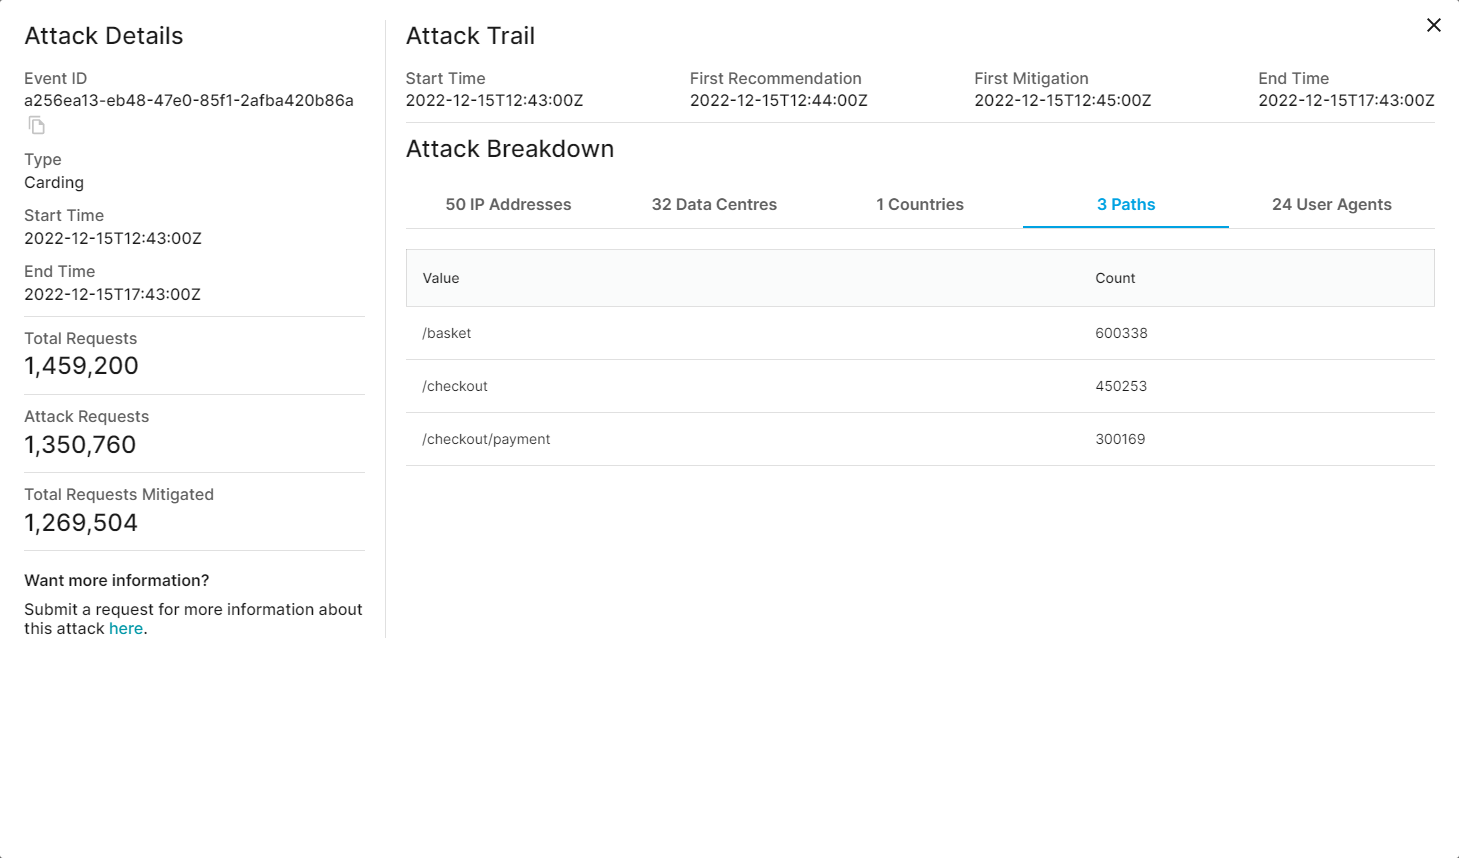 Attack Details
Event ID
a256ea13-eb48-47e0-85f1-2afba420b86a
Type
Carding
Start Time
2022-12-15T12:43:00Z
End Time
2022-12-15T17:43:00Z
Total Requests
1,459,200
Attack Requests
1,350,760
Total Requests Mitigated
1,269,504
Want more information?
Submit a request for more information about
this attack here.
Attack Trail
Start Time First Recommendation First Mitigation End Time
2022-12-15T12:43:00Z 2022-12-15T12:44:00Z 2022-12-15T12:45:00Z 2022-12-15T17:43:00Z
Attack Breakdown
50 IP Addresses 32 Data Centres 1 Countries 3 Paths 24 User Agents
Value Count
/basket 600338
/checkout 450253
/checkout/payment 300169